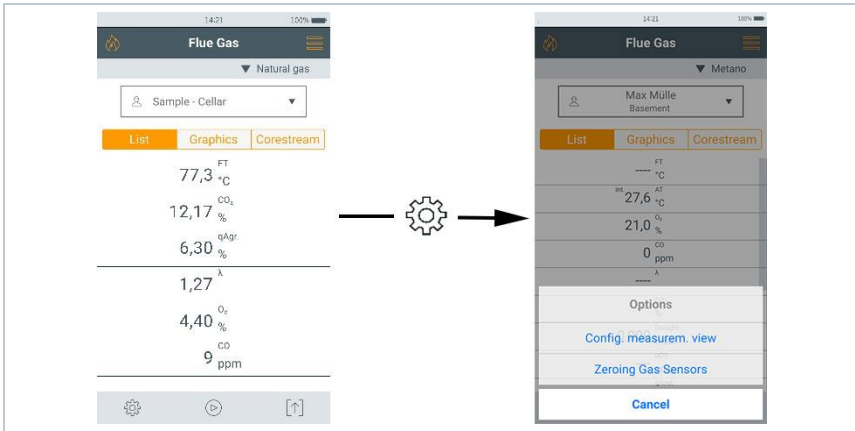 14:21 100%
Flue Gas
▼ Natural gas
Sample - Cellar ▼
List Graphics Corestream
77,3 FT °C
12,17 CO₂ %
6,30 qAgr. %
1,27 λ
4,40 O₂ %
CO
9 ppm
14:21 100%
Flue Gas
▼ Metano
Max Mülle ▼
Basement
List Graphics Corestream
---- FT °C
int 27,6 AT °C
21,0 O₂ %
0 CO ppm
---- λ
Options
%
Config. measurem. view
Zeroing Gas Sensors
Cancel